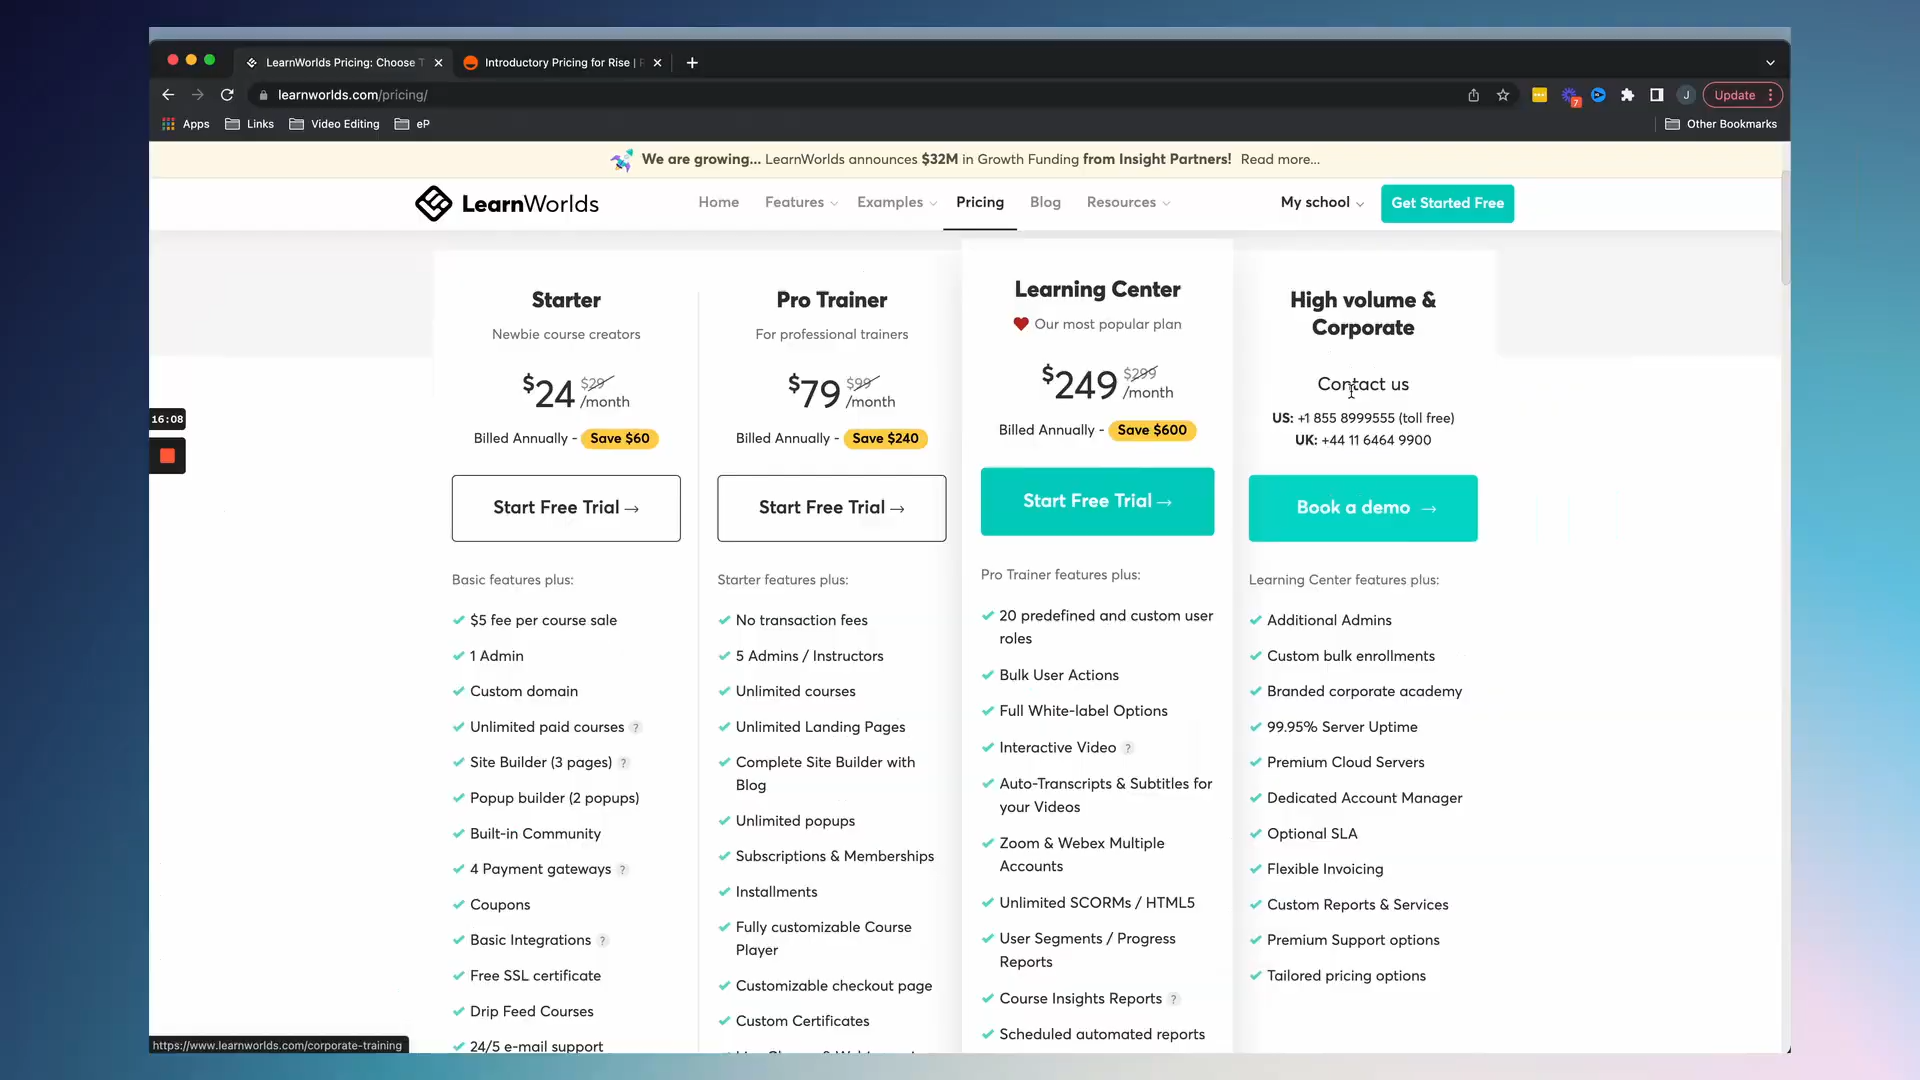 LearnWorlds Pricing: Choose T
Introductory Pricing for Rise |
learnworlds.com/pricing/
7
J
Update
Apps
Links
Video Editing
eP
Other Bookmarks
We are growing... LearnWorlds announces $32M in Growth Funding from Insight Partners! Read more...
LearnWorlds
Home
Features
Examples
Pricing
Blog
Resources
My school
Get Started Free
16:08
Starter
Newbie course creators
$24 $29 /month
Billed Annually - Save $60
Start Free Trial →
Basic features plus:
$5 fee per course sale
1 Admin
Custom domain
Unlimited paid courses ?
Site Builder (3 pages) ?
Popup builder (2 popups)
Built-in Community
4 Payment gateways ?
Coupons
Basic Integrations ?
Free SSL certificate
Drip Feed Courses
24/5 e-mail support
Pro Trainer
For professional trainers
$79 $99 /month
Billed Annually - Save $240
Start Free Trial →
Starter features plus:
No transaction fees
5 Admins / Instructors
Unlimited courses
Unlimited Landing Pages
Complete Site Builder with
Blog
Unlimited popups
Subscriptions & Memberships
Installments
Fully customizable Course
Player
Customizable checkout page
Custom Certificates
Learning Center
Our most popular plan
$249 $299 /month
Billed Annually - Save $600
Start Free Trial →
Pro Trainer features plus:
20 predefined and custom user
roles
Bulk User Actions
Full White-label Options
Interactive Video ?
Auto-Transcripts & Subtitles for
your Videos
Zoom & Webex Multiple
Accounts
Unlimited SCORMs / HTML5
User Segments / Progress
Reports
Course Insights Reports ?
Scheduled automated reports
High volume &
Corporate
Contact us
US: +1 855 8999555 (toll free)
UK: +44 11 6464 9900
Book a demo →
Learning Center features plus:
Additional Admins
Custom bulk enrollments
Branded corporate academy
99.95% Server Uptime
Premium Cloud Servers
Dedicated Account Manager
Optional SLA
Flexible Invoicing
Custom Reports & Services
Premium Support options
Tailored pricing options
https://www.learnworlds.com/corporate-training